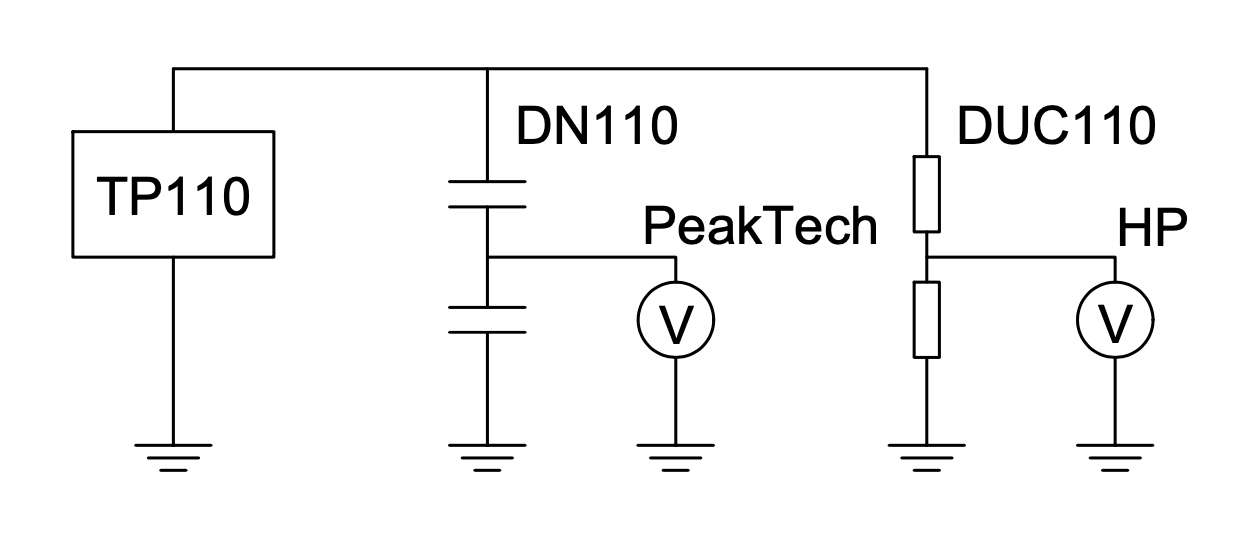 DN110
DUC110
TP110
PeakTech
HP
V
V